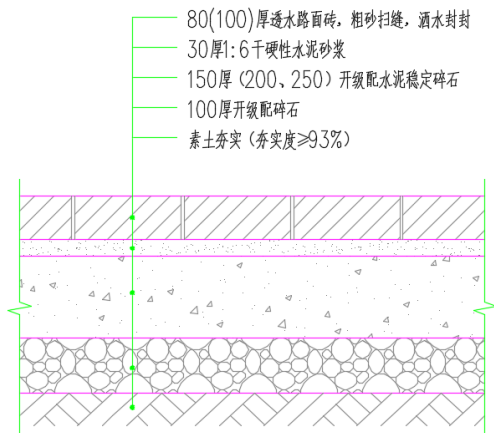 80(100)厚透水路面砖，粗砂扫缝，洒水封封
30厚1:6干硬性水泥砂浆
150厚（200、250）开级配水泥稳定碎石
100厚开级配碎石
素土夯实（夯实度≥93%）